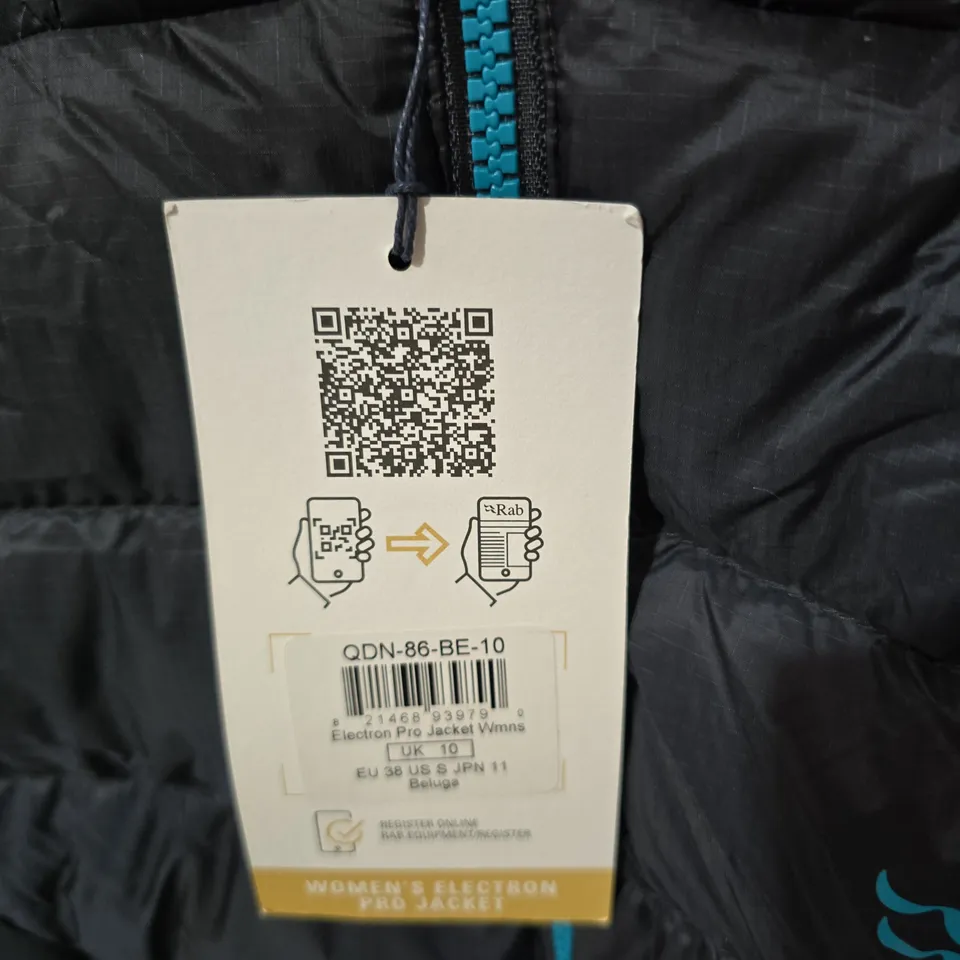 Rab
QDN-86-BE-10
8 21468 93979 0
Electron Pro Jacket Wmns
UK 10
EU 36 US S JPN 11
Beluga
REGISTER ONLINE
RAB.EQUIPMENT/REGISTER
WOMEN'S ELECTRON
PRO JACKET